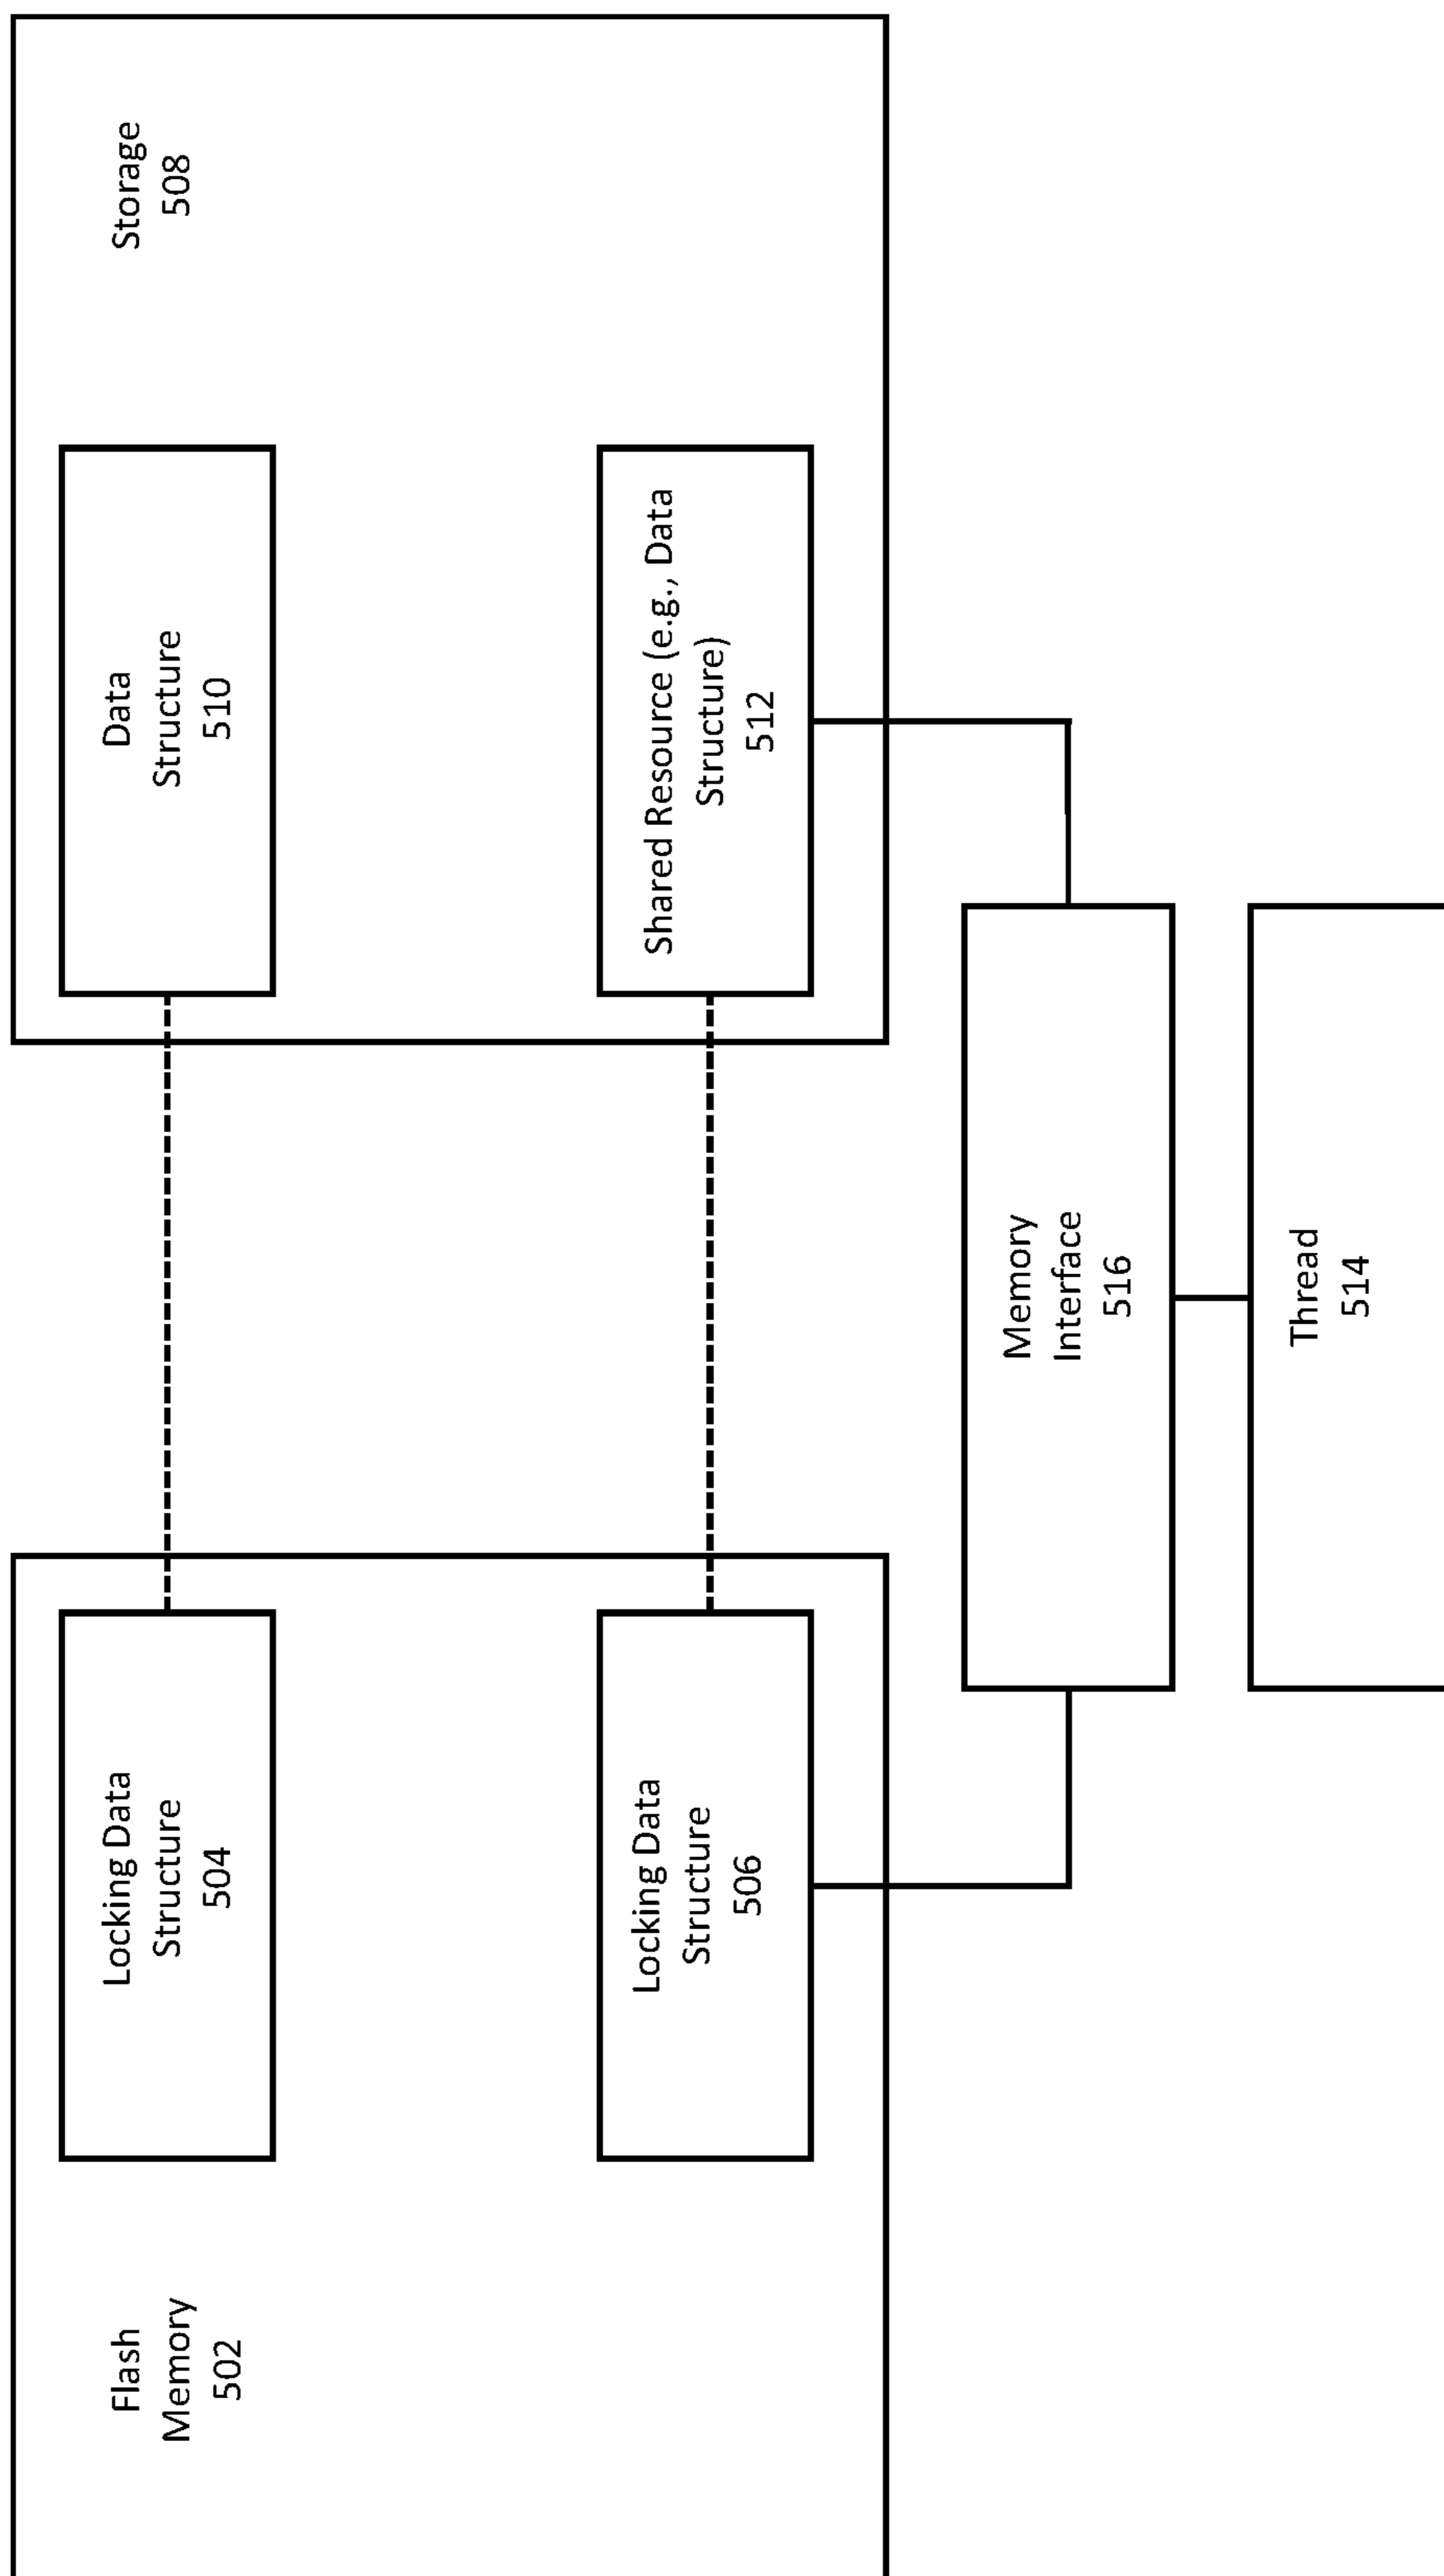 Flash
Memory
502
Locking Data
Structure
504
Data
Structure
510
Storage
508
Locking Data
Structure
506
Shared Resource (e.g., Data
Structure)
512
Memory
Interface
516
Thread
514